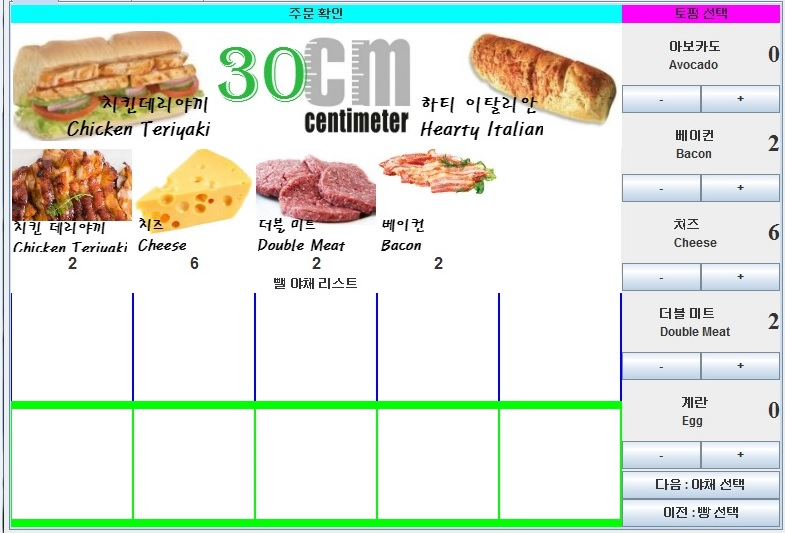 주문 확인
치킨데리야끼
Chicken Teriyaki
30cm
centimeter
하티 이탈리안
Hearty Italian
치킨 데리야끼
Chicken Teriyaki
2
치즈
Cheese
6
더블 미트
Double Meat
2
베이컨
Bacon
2
뺄 야채 리스트
토핑 선택
아보카도
Avocado
0
- +
베이컨
Bacon
2
- +
치즈
Cheese
6
- +
더블 미트
Double Meat
2
- +
계란
Egg
0
- +
다음 : 야채 선택
이전 : 빵 선택